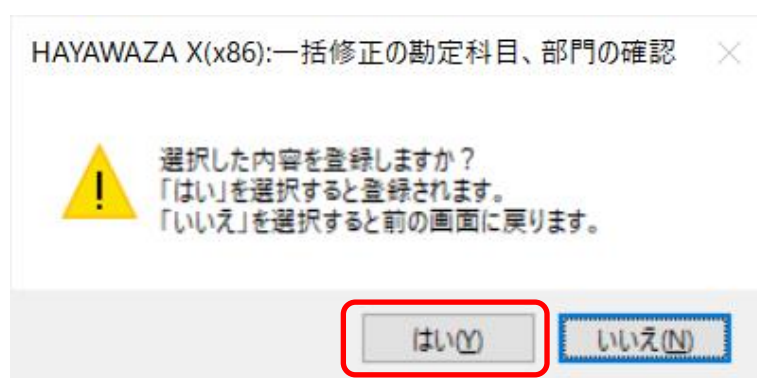 HAYAWAZA X(x86):一括修正の勘定科目、部門の確認
選択した内容を登録しますか？
「はい」を選択すると登録されます。
「いいえ」を選択すると前の画面に戻ります。
はい(Y)
いいえ(N)